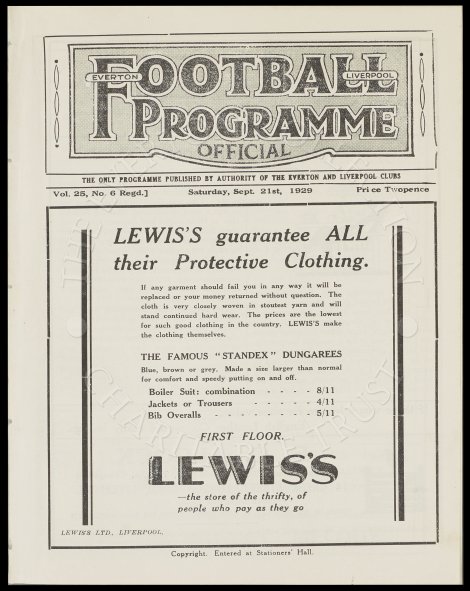 EVERTON
LIVERPOOL
FOOTBALL
PROGRAMME
OFFICIAL
THE ONLY PROGRAMME PUBLISHED BY AUTHORITY OF THE EVERTON AND LIVERPOOL CLUBS
Vol. 25, No. 6 Regd.] Saturday, Sept. 21st, 1929 Price Twopence
LEWIS'S guarantee ALL
their Protective Clothing.
If any garment should fail you in any way it will be
replaced or your money returned without question. The
cloth is very closely woven in stoutest yarn and will
stand continued hard wear. The prices are the lowest
for such good clothing in the country. LEWIS'S make
the clothing themselves.
THE FAMOUS "STANDEX" DUNGAREES
Blue, brown or grey. Made a size larger than normal
for comfort and speedy putting on and off.
Boiler Suit: combination - - - - 8/11
Jackets or Trousers - - - - - 4/11
Bib Overalls - - - - - - - - 5/11
FIRST FLOOR.
LEWIS'S
—the store of the thrifty, of
people who pay as they go
LEWIS'S LTD, LIVERPOOL.
Copyright. Entered at Stationers' Hall.
CHARITABLE TRUST